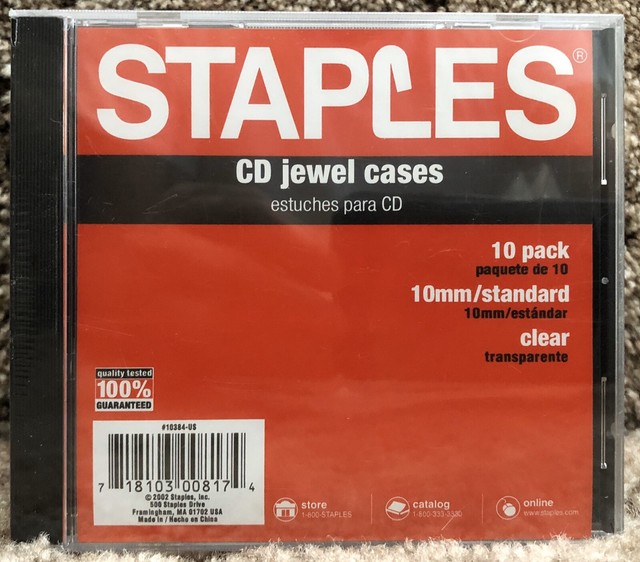 STAPLES®
CD jewel cases
estuches para CD
10 pack
paquete de 10
10mm/standard
10mm/estándar
clear
transparente
quality tested
100%
GUARANTEED
#10384-US
7 18103 00817 4
© 2002 Staples, Inc.
500 Staples Drive
Framingham, MA 01702 USA
Made in / Hecho en China
store
1-800-STAPLES
catalog
1-800-333-3330
online
www.staples.com